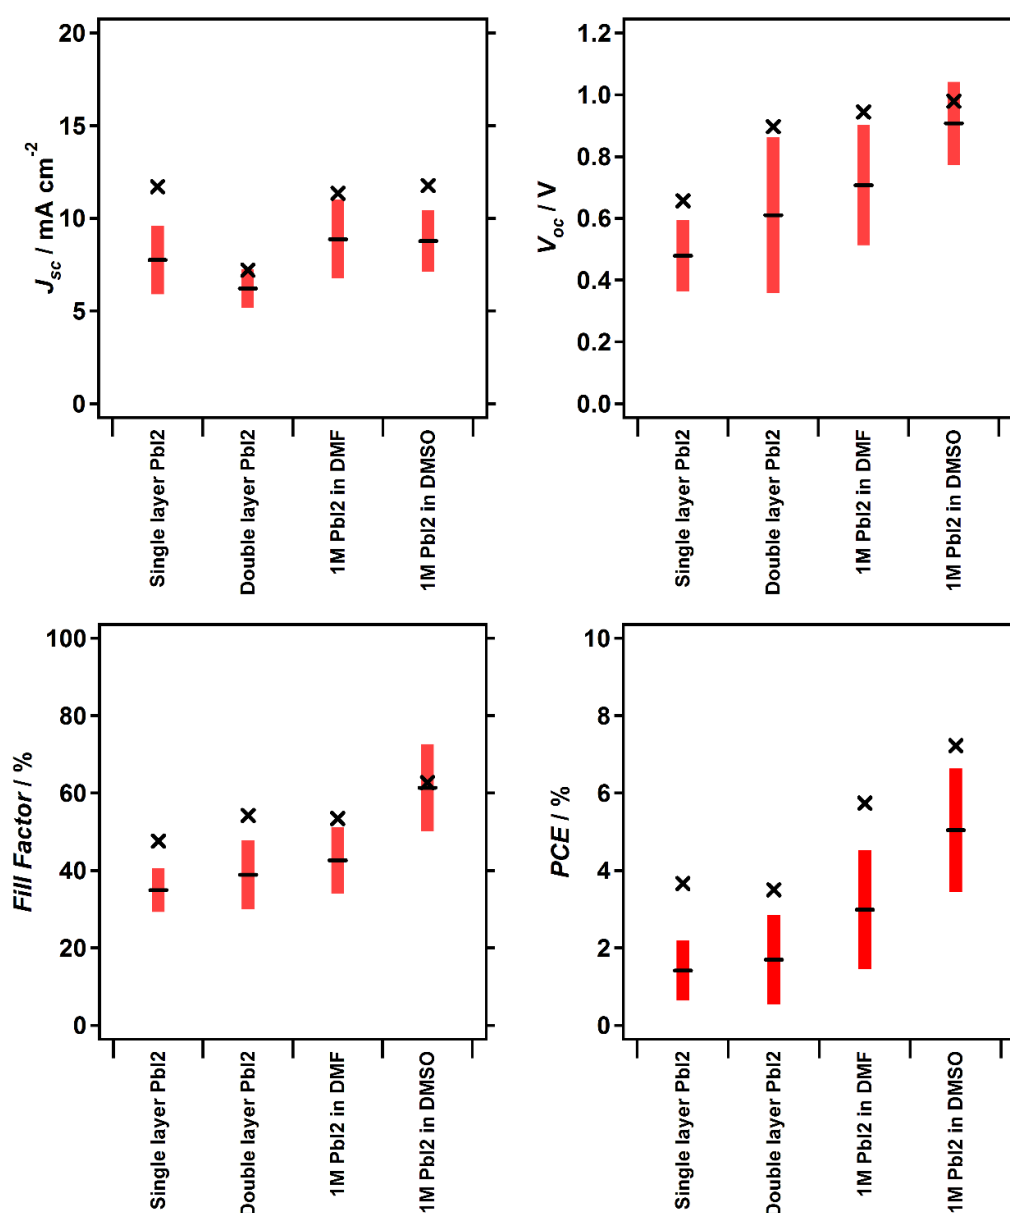 20
15
10
5
0
Jsc / mA cm-2
Single layer PbI2
Double layer PbI2
1M PbI2 in DMF
1M PbI2 in DMSO
1.2
1.0
0.8
0.6
0.4
0.2
0.0
Voc / V
Single layer PbI2
Double layer PbI2
1M PbI2 in DMF
1M PbI2 in DMSO
100
80
60
40
20
0
Fill Factor / %
Single layer PbI2
Double layer PbI2
1M PbI2 in DMF
1M PbI2 in DMSO
10
8
6
4
2
0
PCE / %
Single layer PbI2
Double layer PbI2
1M PbI2 in DMF
1M PbI2 in DMSO